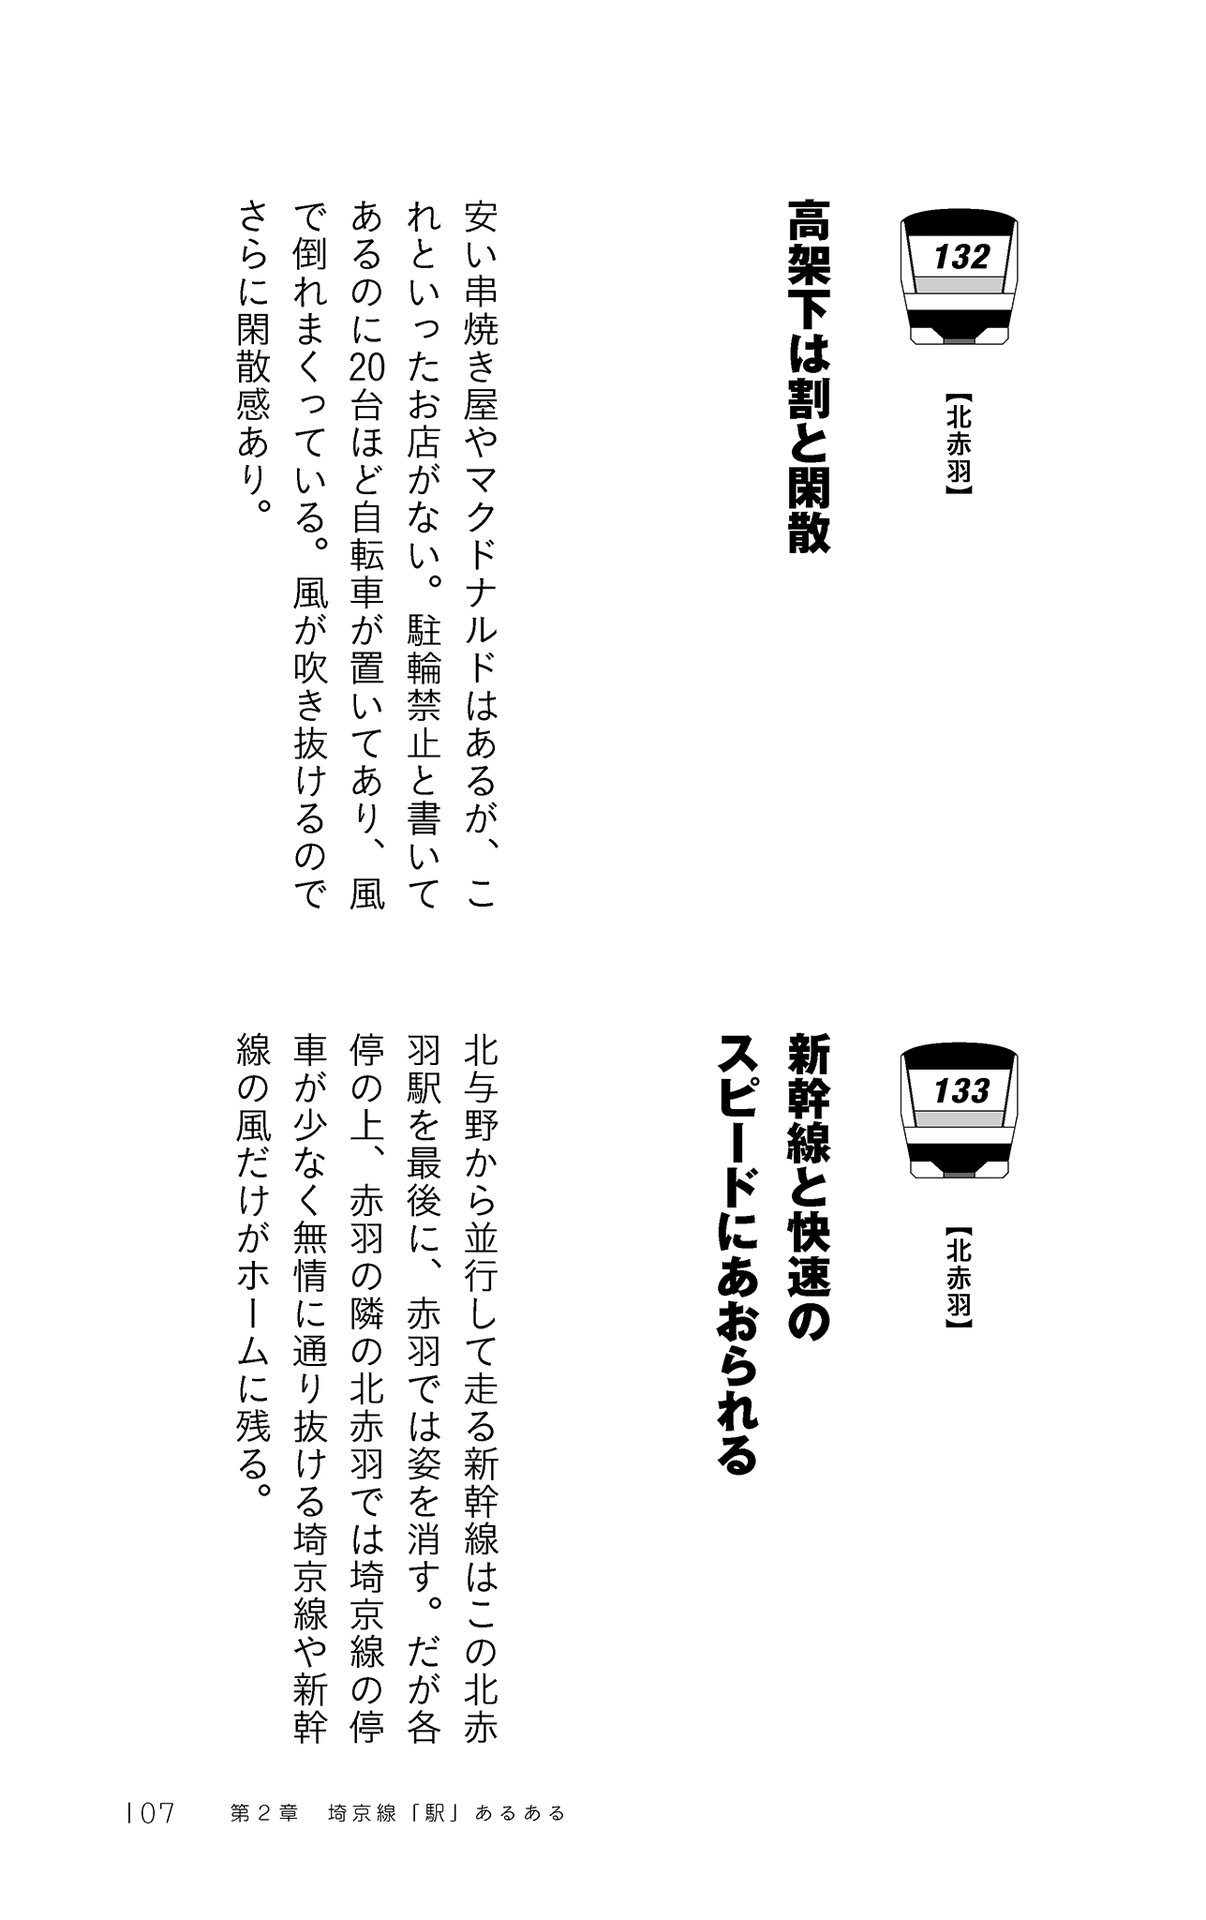 132
【北赤羽】
高架下は割と閑散
安い串焼き屋やマクドナルドはあるが、こ
れといったお店がない。駐輪禁止と書いて
あるのに20台ほど自転車が置いてあり、風
で倒れまくっている。風が吹き抜けるので
さらに閑散感あり。
133
【北赤羽】
新幹線と快速の
スピードにあおられる
北与野から並行して走る新幹線はこの北赤
羽駅を最後に、赤羽では姿を消す。だが各
停の上、赤羽の隣の北赤羽では埼京線の停
車が少なく無情に通り抜ける埼京線や新幹
線の風だけがホームに残る。
107 第2章 埼京線「駅」あるある